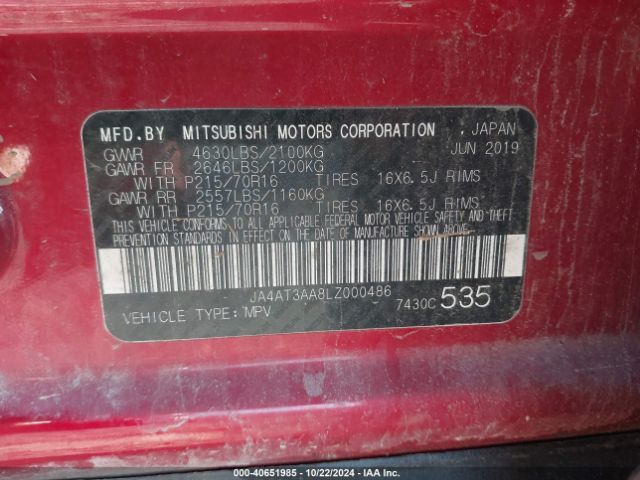 MFD.BY MITSUBISHI MOTORS CORPORATION , JAPAN
GVWR 4630LBS/2100KG JUN 2019
GAWR FR 2646LBS/1200KG
WITH P215/70R16 TIRES 16X6.5J RIMS
GAWR RR 2557LBS/1160KG
WITH P215/70R16 TIRES 16X6.5J RIMS
THIS VEHICLE CONFORMS TO ALL APPLICABLE FEDERAL MOTOR VEHICLE SAFETY AND THEFT
PREVENTION STANDARDS IN EFFECT ON THE DATE OF MANUFACTURE SHOWN ABOVE.
JA4AT3AA8LZ000486
VEHICLE TYPE:MPV 7430C 535
000-40651985 - 10/22/2024 - IAA Inc.